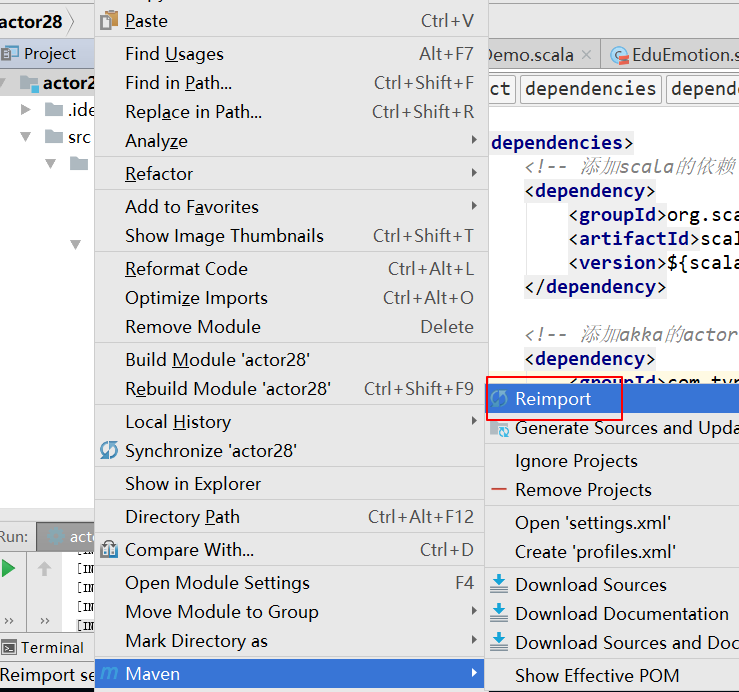 actor28
Project
actor2
.ide
src
Paste Ctrl+V
Find Usages Alt+F7
Find in Path... Ctrl+Shift+F
Replace in Path... Ctrl+Shift+R
Analyze
Refactor
Add to Favorites
Show Image Thumbnails Ctrl+Shift+T
Reformat Code Ctrl+Alt+L
Optimize Imports Ctrl+Alt+O
Remove Module Delete
Build Module 'actor28'
Rebuild Module 'actor28' Ctrl+Shift+F9
Local History
Synchronize 'actor28'
Show in Explorer
Directory Path Ctrl+Alt+F12
Compare With... Ctrl+D
Open Module Settings F4
Move Module to Group
Mark Directory as
Maven
Demo.scala × EduEmotion.s
ct dependencies depende
dependencies>
<!-- 添加scala的依赖
<dependency>
<groupId>org.sca
<artifactId>scal
<version>${scala
</dependency>
<!-- 添加akka的actor
<dependency>
<groupId>com.typ
Reimport
Generate Sources and Upda
Ignore Projects
Remove Projects
Open 'settings.xml'
Create 'profiles.xml'
Download Sources
Download Documentation
Download Sources and Doc
Show Effective POM
Run: acto
[IN
[IN
[IN
[IN
Terminal
Reimport se